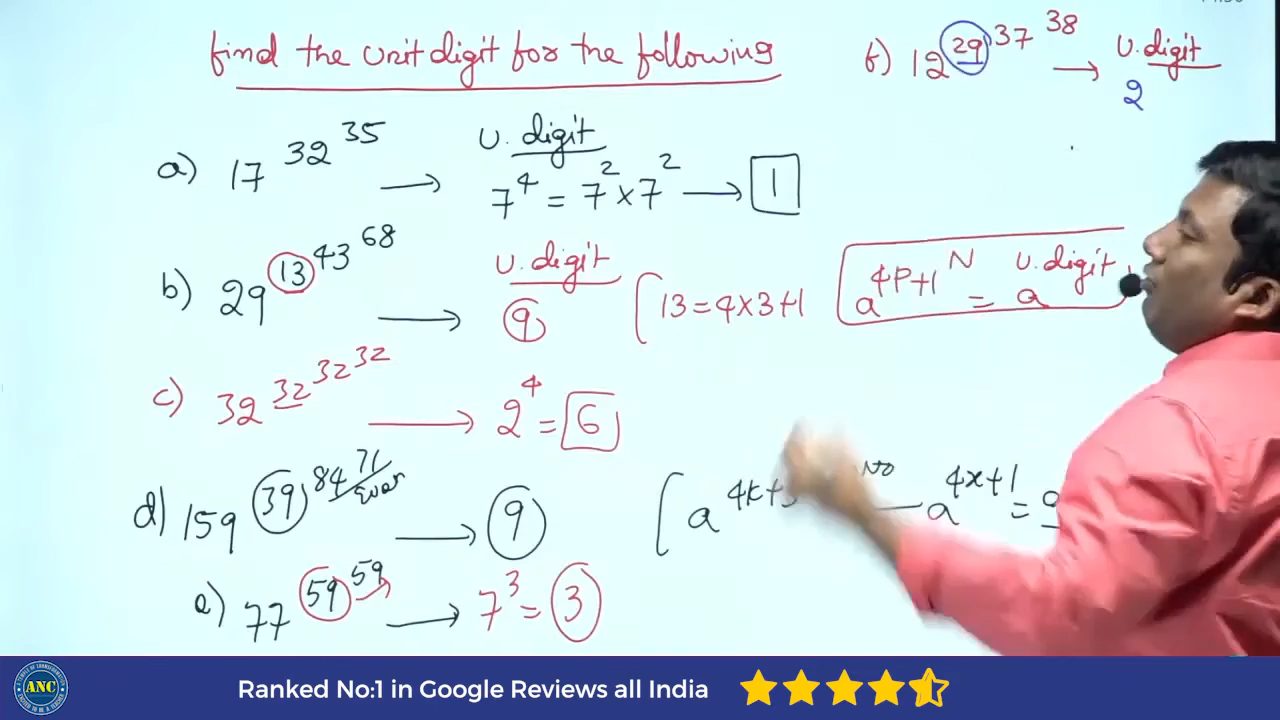 find the unit digit for the following
a) 17^32^35 → U. digit
7^4 = 7^2 × 7^2 → 1
b) 29^13^43^68 → U. digit
9
[13 = 4×3+1
a^4P+1^N = a U. digit
c) 32^32^32^32 → 2^4 = 6
d) 159^39^84^71 → 9
Even
[a^4k+3 No
a^4x+1 =
e) 77^59^59 → 7^3 = 3
f) 12^29^37^38 → U. digit
2
ANC
Ranked No:1 in Google Reviews all India